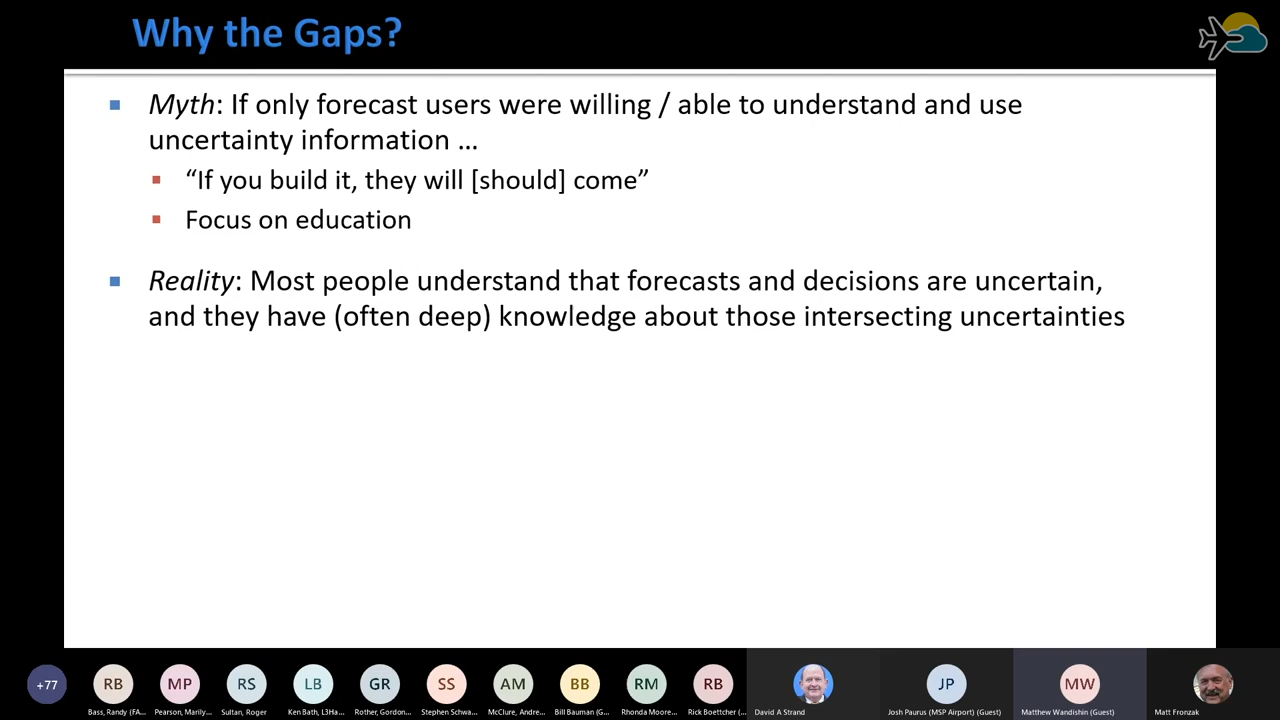 Why the Gaps?
Myth: If only forecast users were willing / able to understand and use
uncertainty information …
“If you build it, they will [should] come”
Focus on education
Reality: Most people understand that forecasts and decisions are uncertain,
and they have (often deep) knowledge about those intersecting uncertainties
+77
RB
MP
RS
LB
GR
SS
AM
BB
RM
RB
JP
MW
Bass, Randy (FA...
Pearson, Marily...
Sultan, Roger
Ken Bath, L3Ha...
Rother, Gordon...
Stephen Schwa...
McClure, Andre...
Bill Bauman (G...
Rhonda Moore...
Rick Boettcher (...
David A Strand
Josh Paurus (MSP Airport) (Guest)
Matthew Wandishin (Guest)
Matt Fronzak